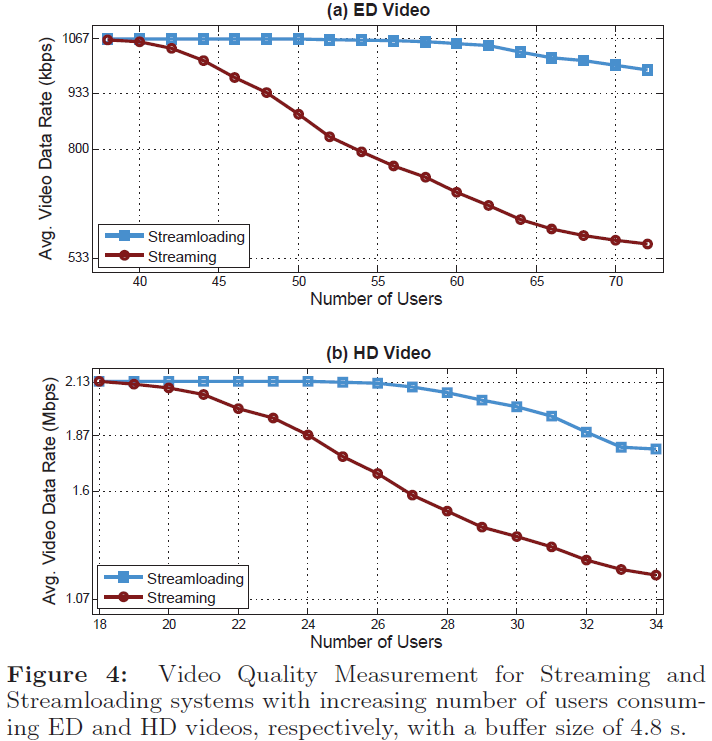 (a) ED Video
Avg. Video Data Rate (kbps)
1067
933
800
533
Streamloading
Streaming
40 45 50 55 60 65 70
Number of Users
(b) HD Video
Avg. Video Data Rate (Mbps)
2.13
1.87
1.6
1.07
Streamloading
Streaming
18 20 22 24 26 28 30 32 34
Number of Users
Figure 4: Video Quality Measurement for Streaming and
Streamloading systems with increasing number of users consum-
ing ED and HD videos, respectively, with a buffer size of 4.8 s.